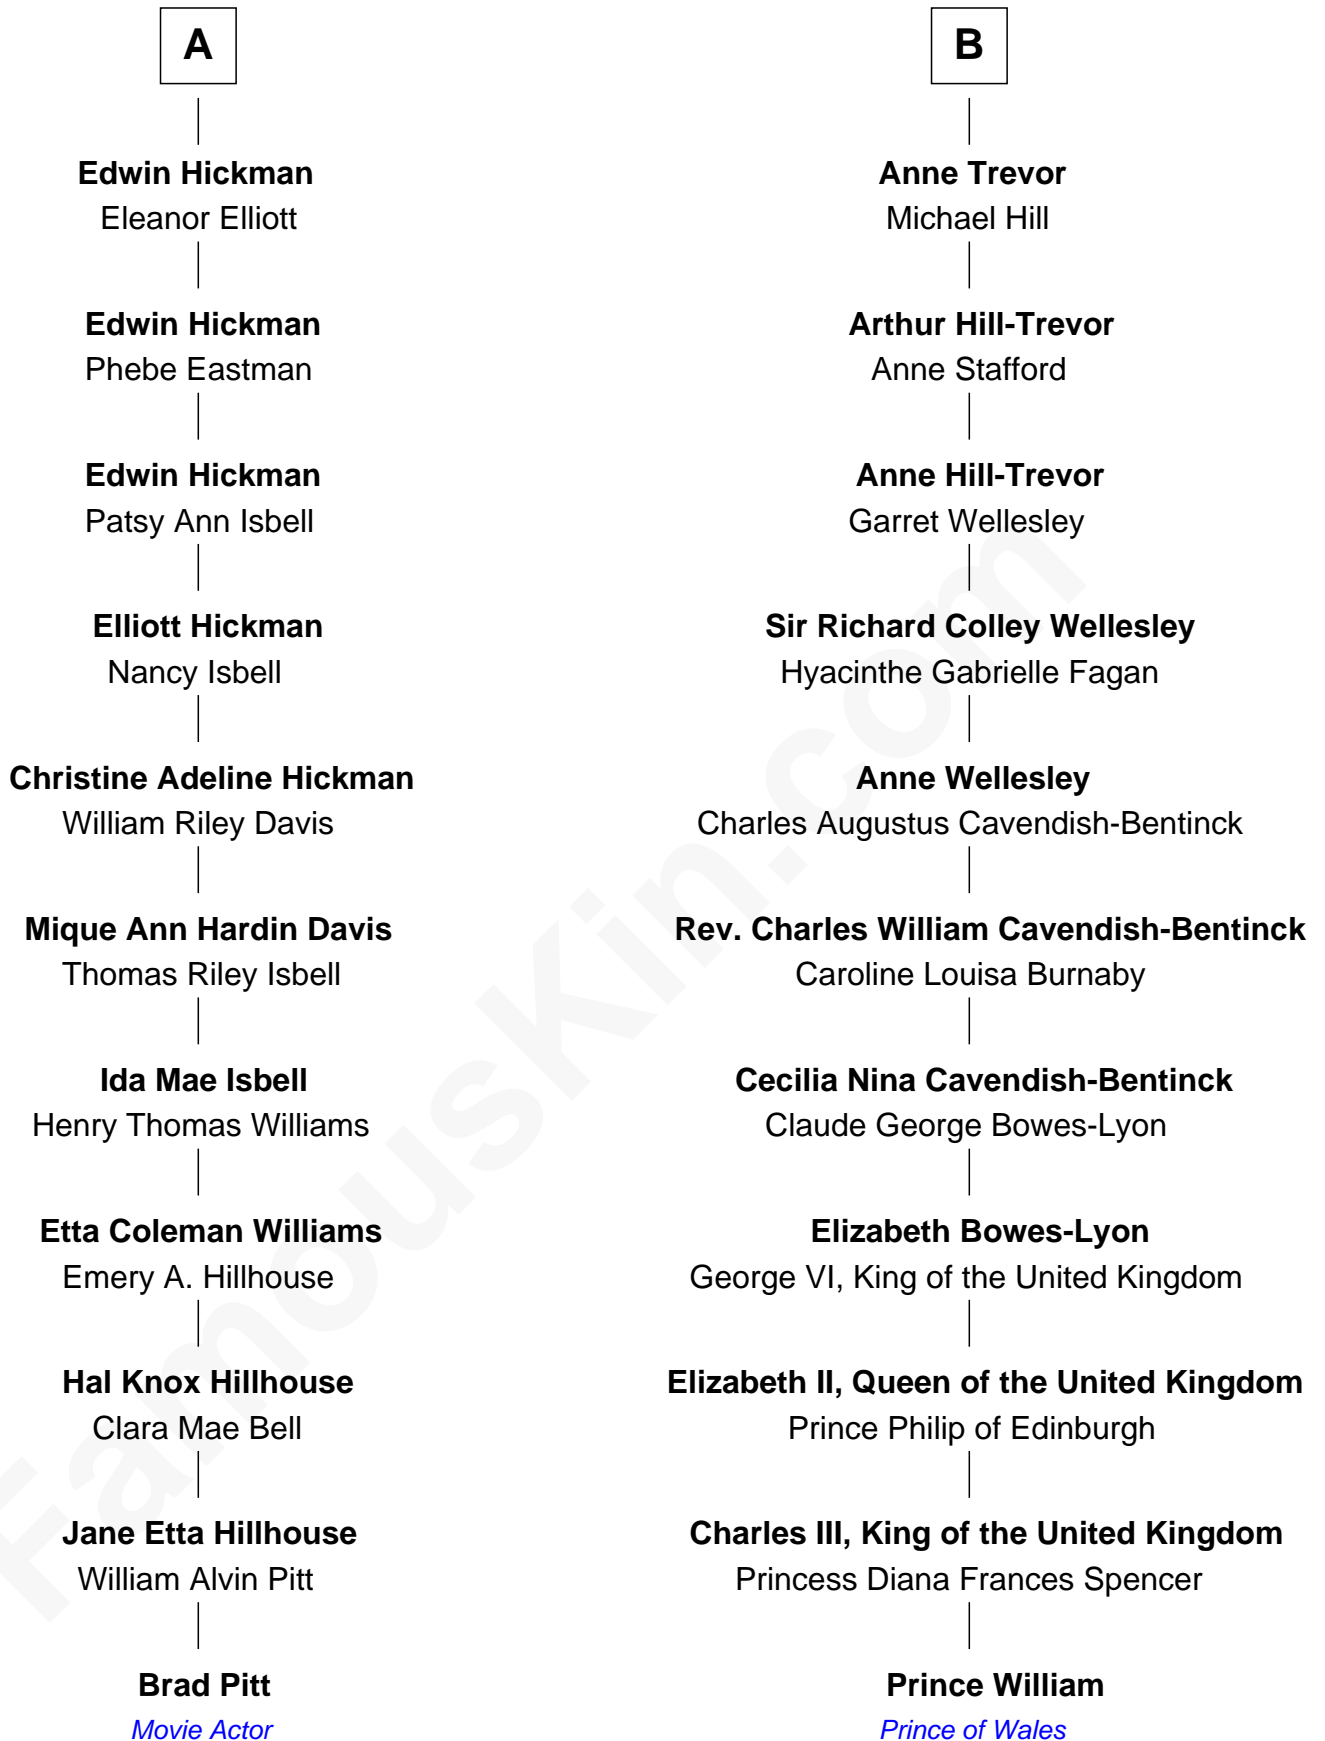 A
Edwin Hickman
Eleanor Elliott
Edwin Hickman
Phebe Eastman
Edwin Hickman
Patsy Ann Isbell
Elliott Hickman
Nancy Isbell
Christine Adeline Hickman
William Riley Davis
Mique Ann Hardin Davis
Thomas Riley Isbell
Ida Mae Isbell
Henry Thomas Williams
Etta Coleman Williams
Emery A. Hillhouse
Hal Knox Hillhouse
Clara Mae Bell
Jane Etta Hillhouse
William Alvin Pitt
Brad Pitt
Movie Actor
B
Anne Trevor
Michael Hill
Arthur Hill-Trevor
Anne Stafford
Anne Hill-Trevor
Garret Wellesley
Sir Richard Colley Wellesley
Hyacinthe Gabrielle Fagan
Anne Wellesley
Charles Augustus Cavendish-Bentinck
Rev. Charles William Cavendish-Bentinck
Caroline Louisa Burnaby
Cecilia Nina Cavendish-Bentinck
Claude George Bowes-Lyon
Elizabeth Bowes-Lyon
George VI, King of the United Kingdom
Elizabeth II, Queen of the United Kingdom
Prince Philip of Edinburgh
Charles III, King of the United Kingdom
Princess Diana Frances Spencer
Prince William
Prince of Wales
FamousKin.com